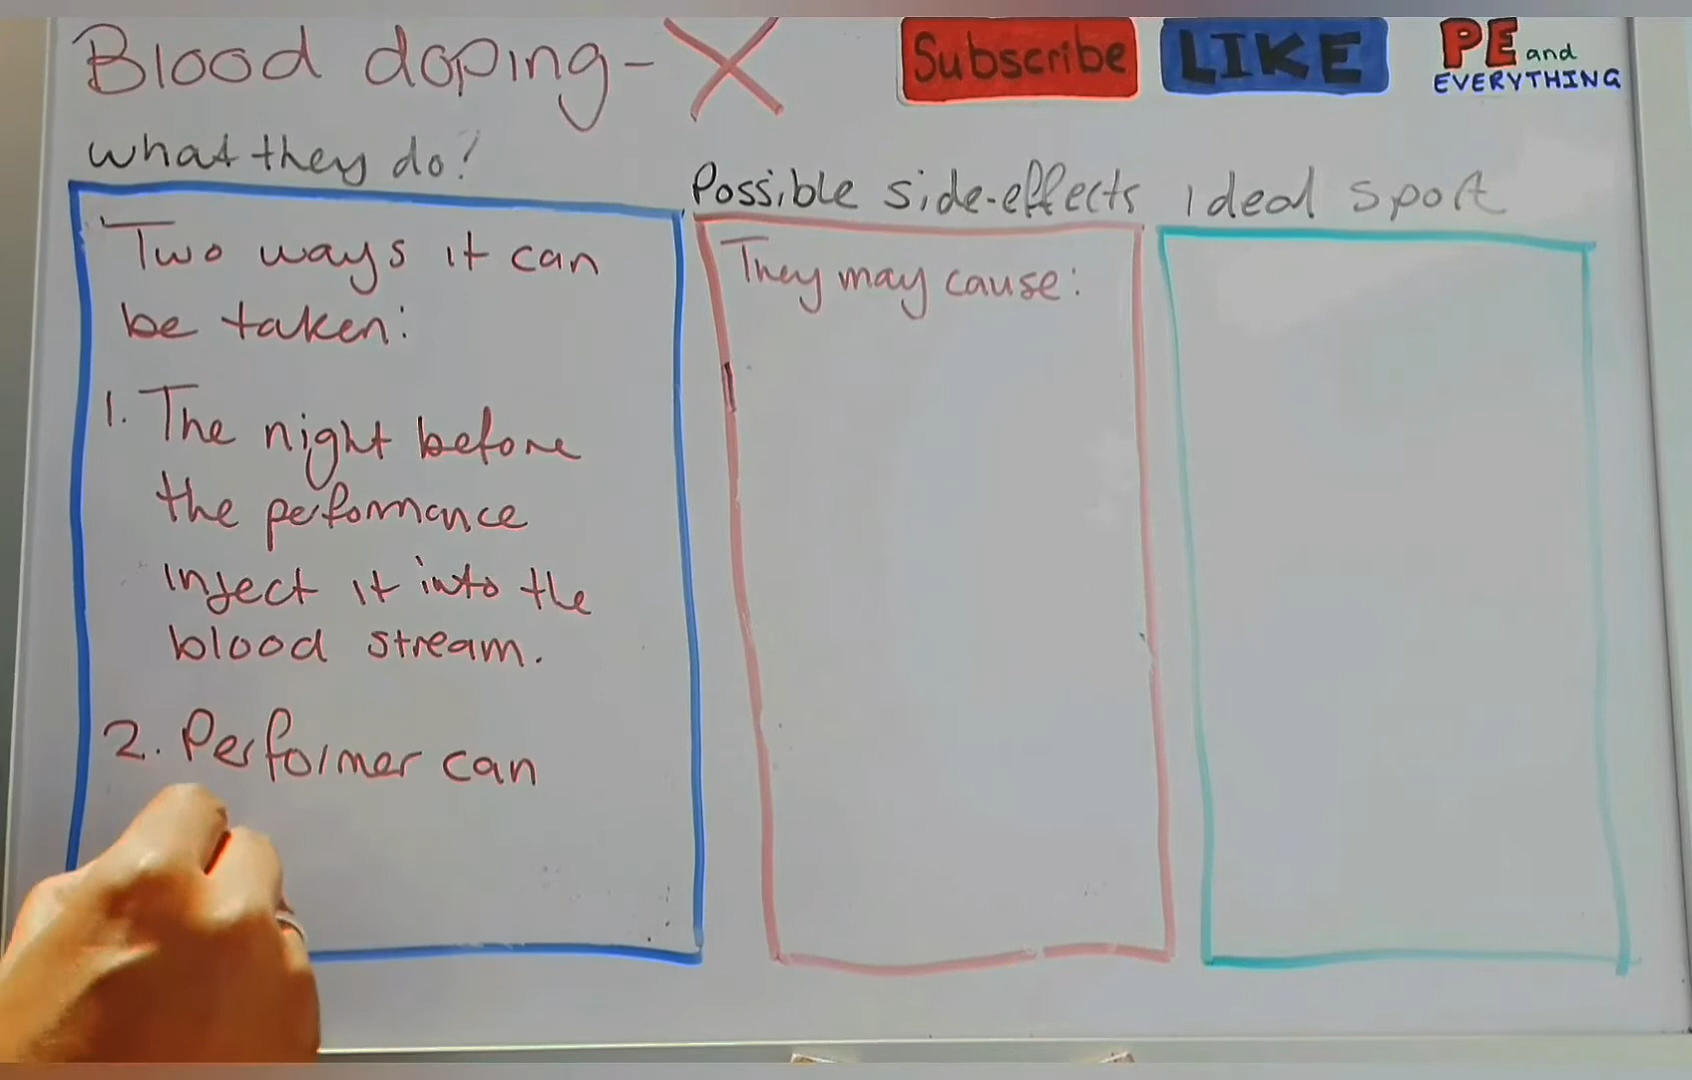 Blood doping - X
Subscribe
LIKE
PE and
EVERYTHING
what they do?
Two ways it can
be taken:
1. The night before
the performance
inject it into the
blood stream.
2. Performer can
Possible side-effects
They may cause:
Ideal sport